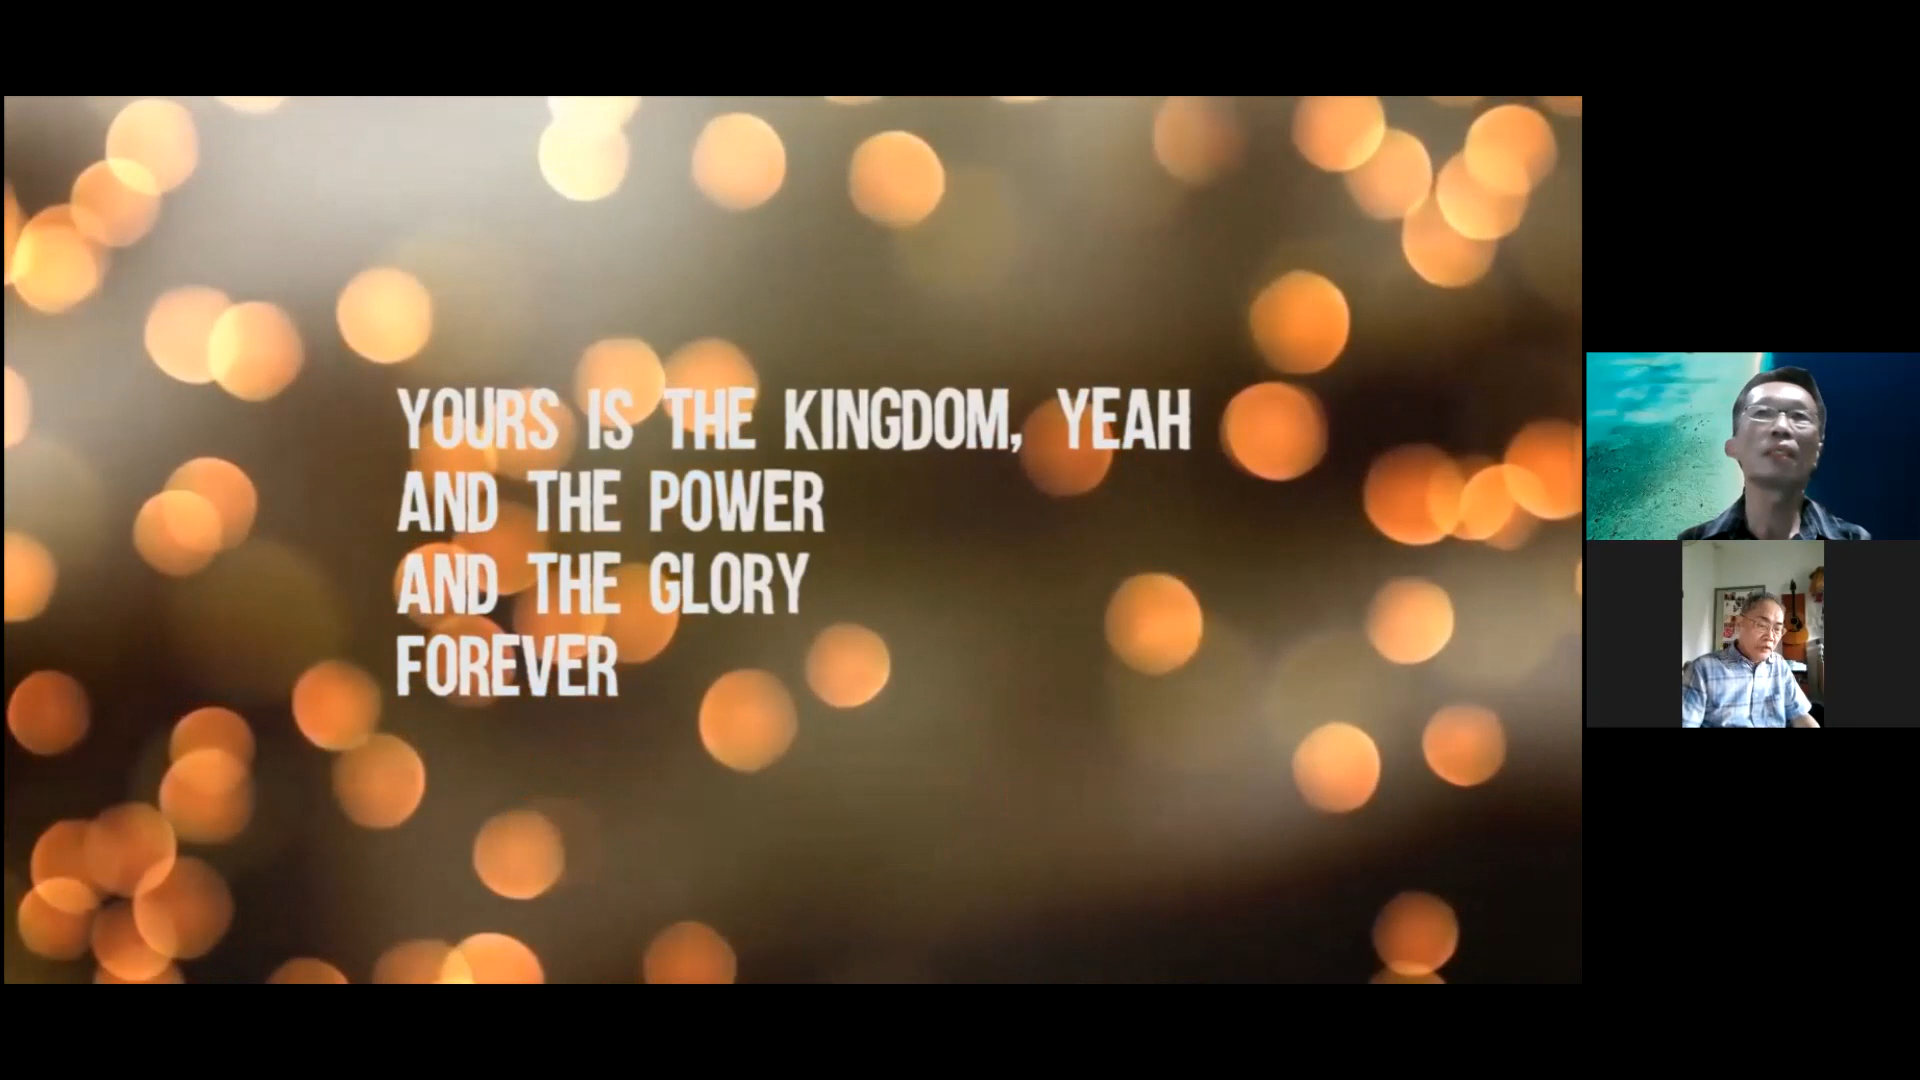 YOURS IS THE KINGDOM, YEAH
AND THE POWER
AND THE GLORY
FOREVER